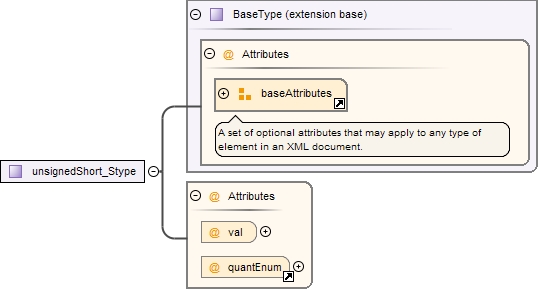 BaseType (extension base)
@ Attributes
baseAttributes
A set of optional attributes that may apply to any type of
element in an XML document.
unsignedShort_Stype
@ Attributes
@ val
@ quantEnum